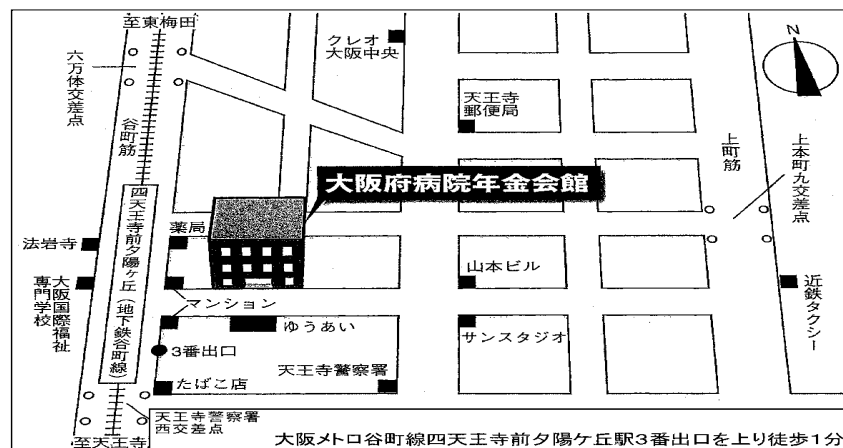 至東梅田
六万体交差点
谷町筋
クレオ
大阪中央
天王寺
郵便局
N
上町筋
上本町九交差点
大阪府病院年金会館
四天王寺前夕陽ヶ丘(地下鉄谷町線)
薬局
法岩寺
大阪国際福祉
専門学校
マンション
山本ビル
近鉄タクシー
ゆうあい
サンスタジオ
3番出口
たばこ店
天王寺警察署
天王寺警察署
西交差点
至天王寺
大阪メトロ谷町線四天王寺前夕陽ケ丘駅3番出口を上り徒歩1分